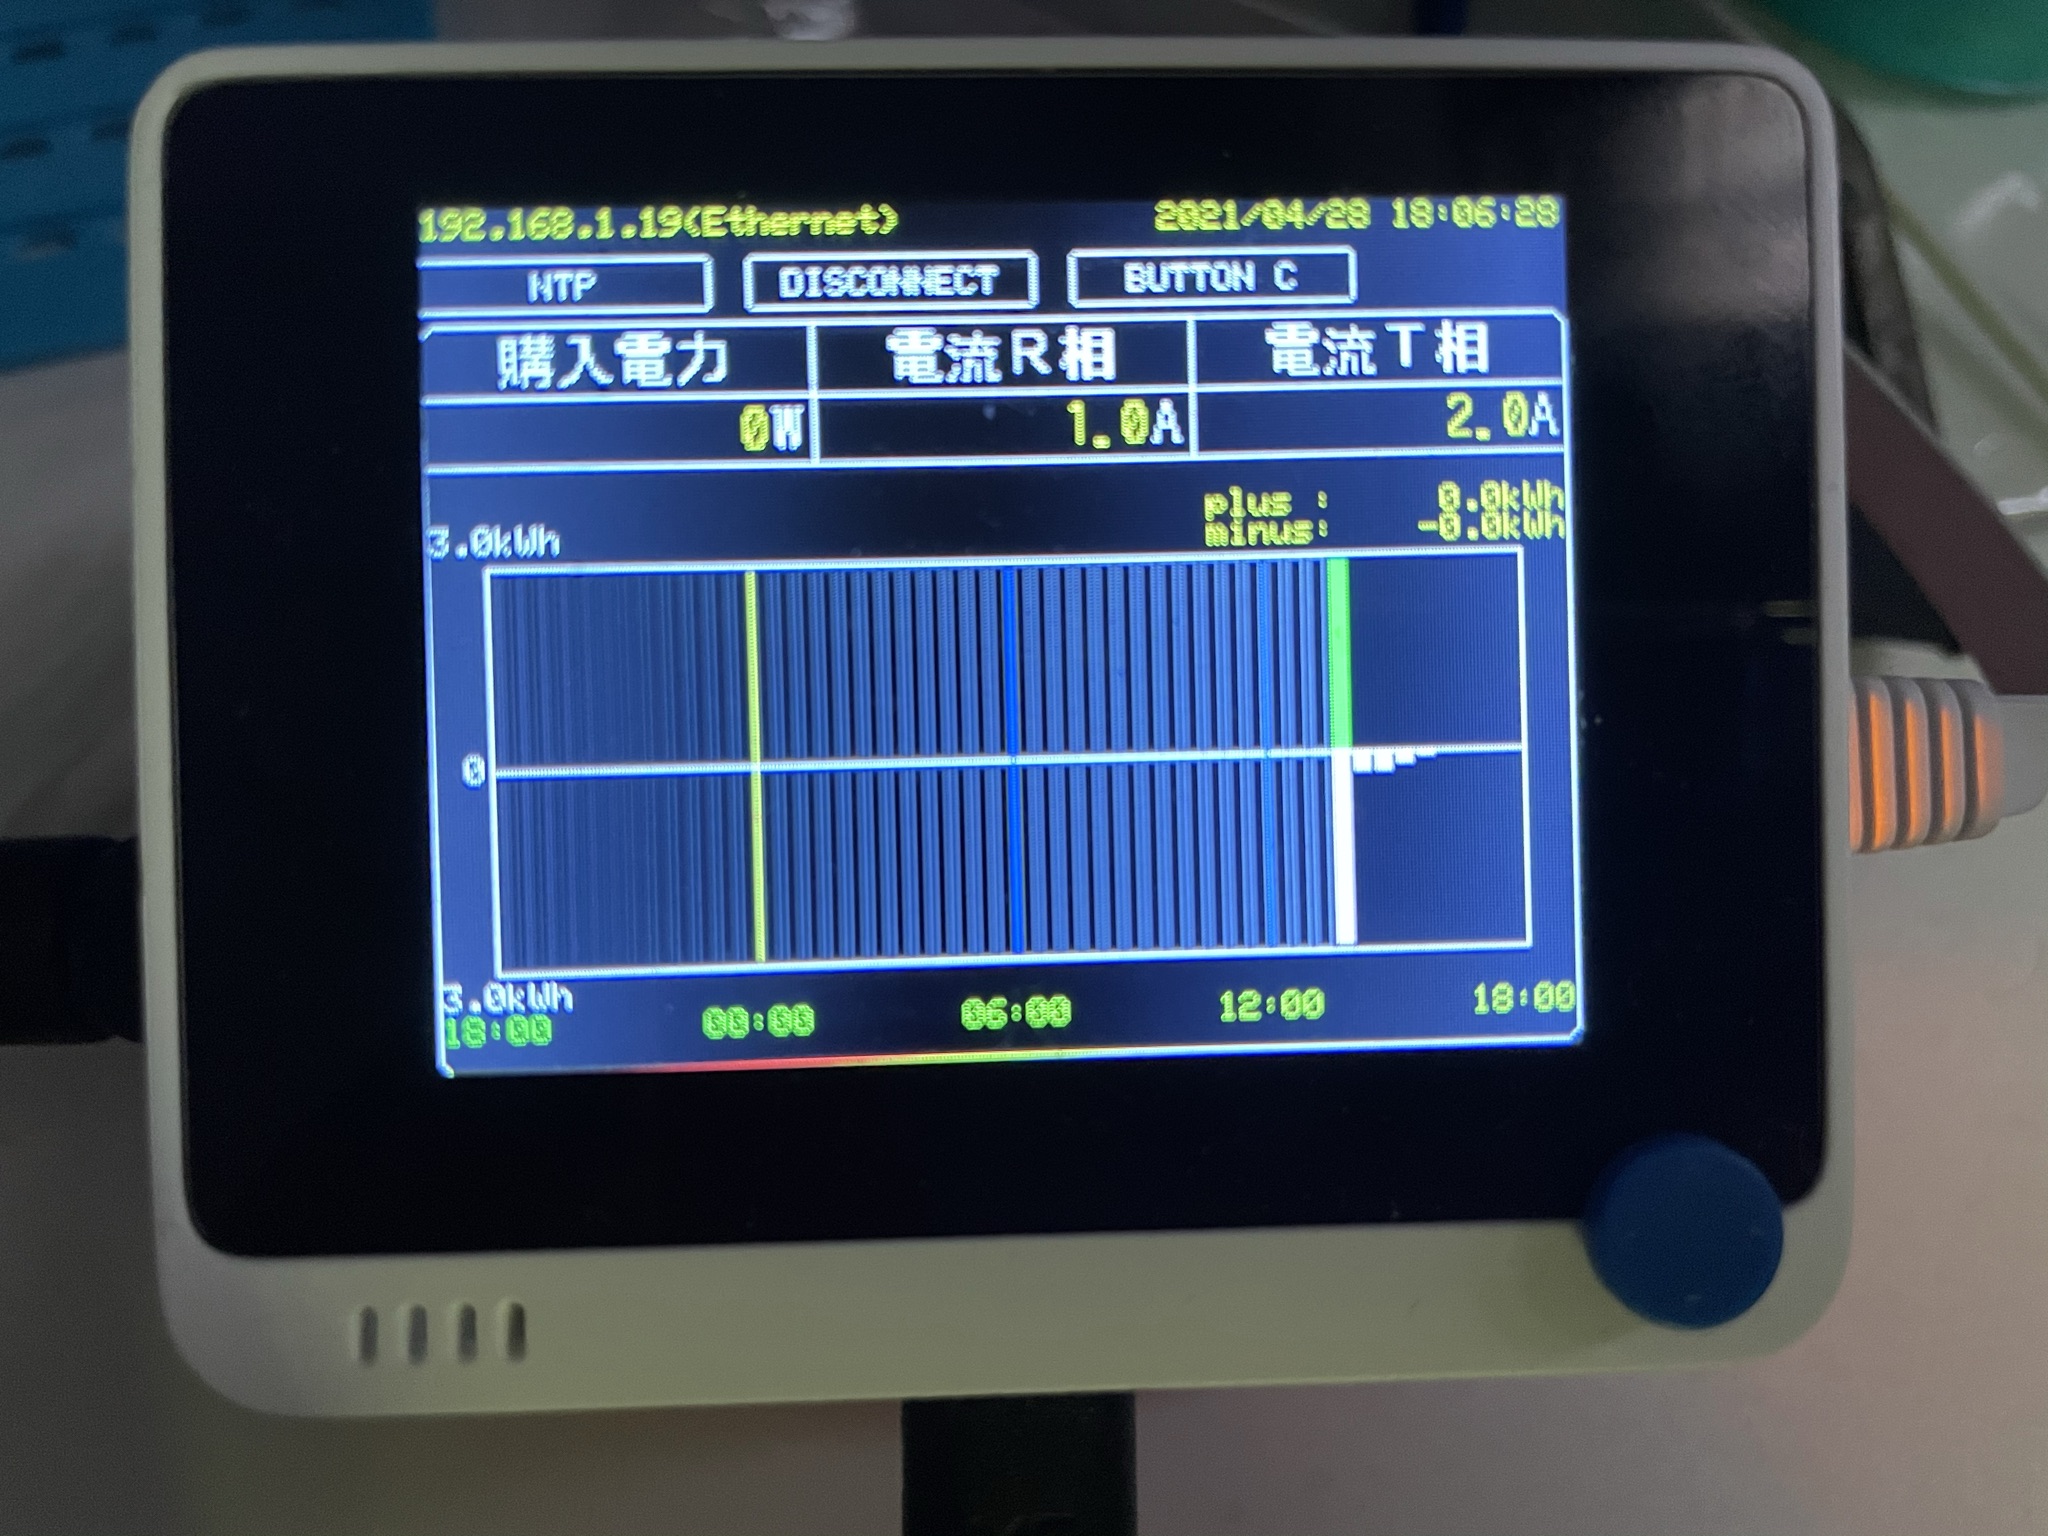 192.168.1.19(Ethernet) 2021/04/28 18:06:28
NTP DISCONNECT BUTTON C
購入電力 電流R相 電流T相
0W 1.0A 2.0A
plus : 0.0kWh
minus: -0.0kWh
3.0kWh
0
3.0kWh
18:00 00:00 06:00 12:00 18:00